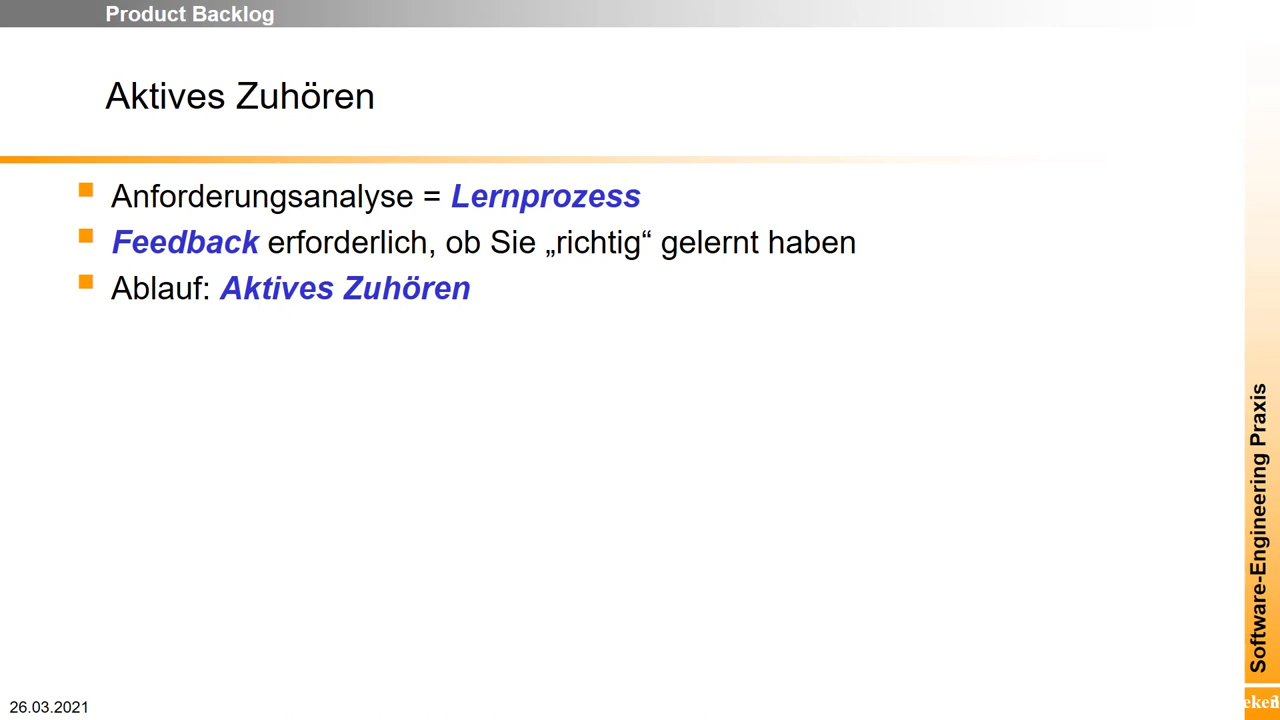 Product Backlog
Aktives Zuhören
Anforderungsanalyse = Lernprozess
Feedback erforderlich, ob Sie „richtig“ gelernt haben
Ablauf: Aktives Zuhören
Software-Engineering Praxis
26.03.2021